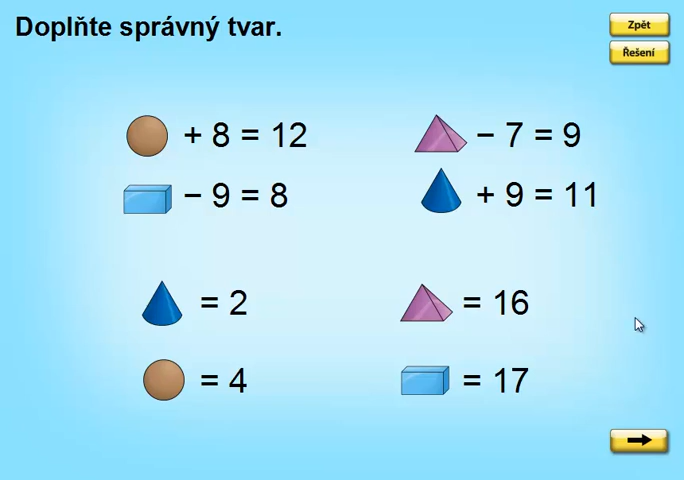 Doplňte správný tvar.
Zpět
Řešení
+ 8 = 12
− 7 = 9
− 9 = 8
+ 9 = 11
= 2
= 16
= 4
= 17